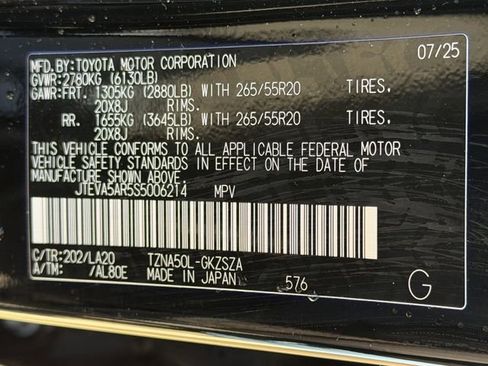 MFD.BY:TOYOTA MOTOR CORPORATION 07/25
GVWR:2780KG (6130LB)
GAWR:FRT. 1305KG (2880LB) WITH 265/55R20 TIRES.
20X8J RIMS.
RR. 1655KG (3645LB) WITH 265/55R20 TIRES.
20X8J RIMS.
THIS VEHICLE CONFORMS TO ALL APPLICABLE FEDERAL MOTOR
VEHICLE SAFETY STANDARDS IN EFFECT ON THE DATE OF
MANUFACTURE SHOWN ABOVE.
JTEVA5AR5S5006214 MPV
C/TR:202/LA20 TZNA50L-GKZSZA
A/TM: /AL80E MADE IN JAPAN 576 G